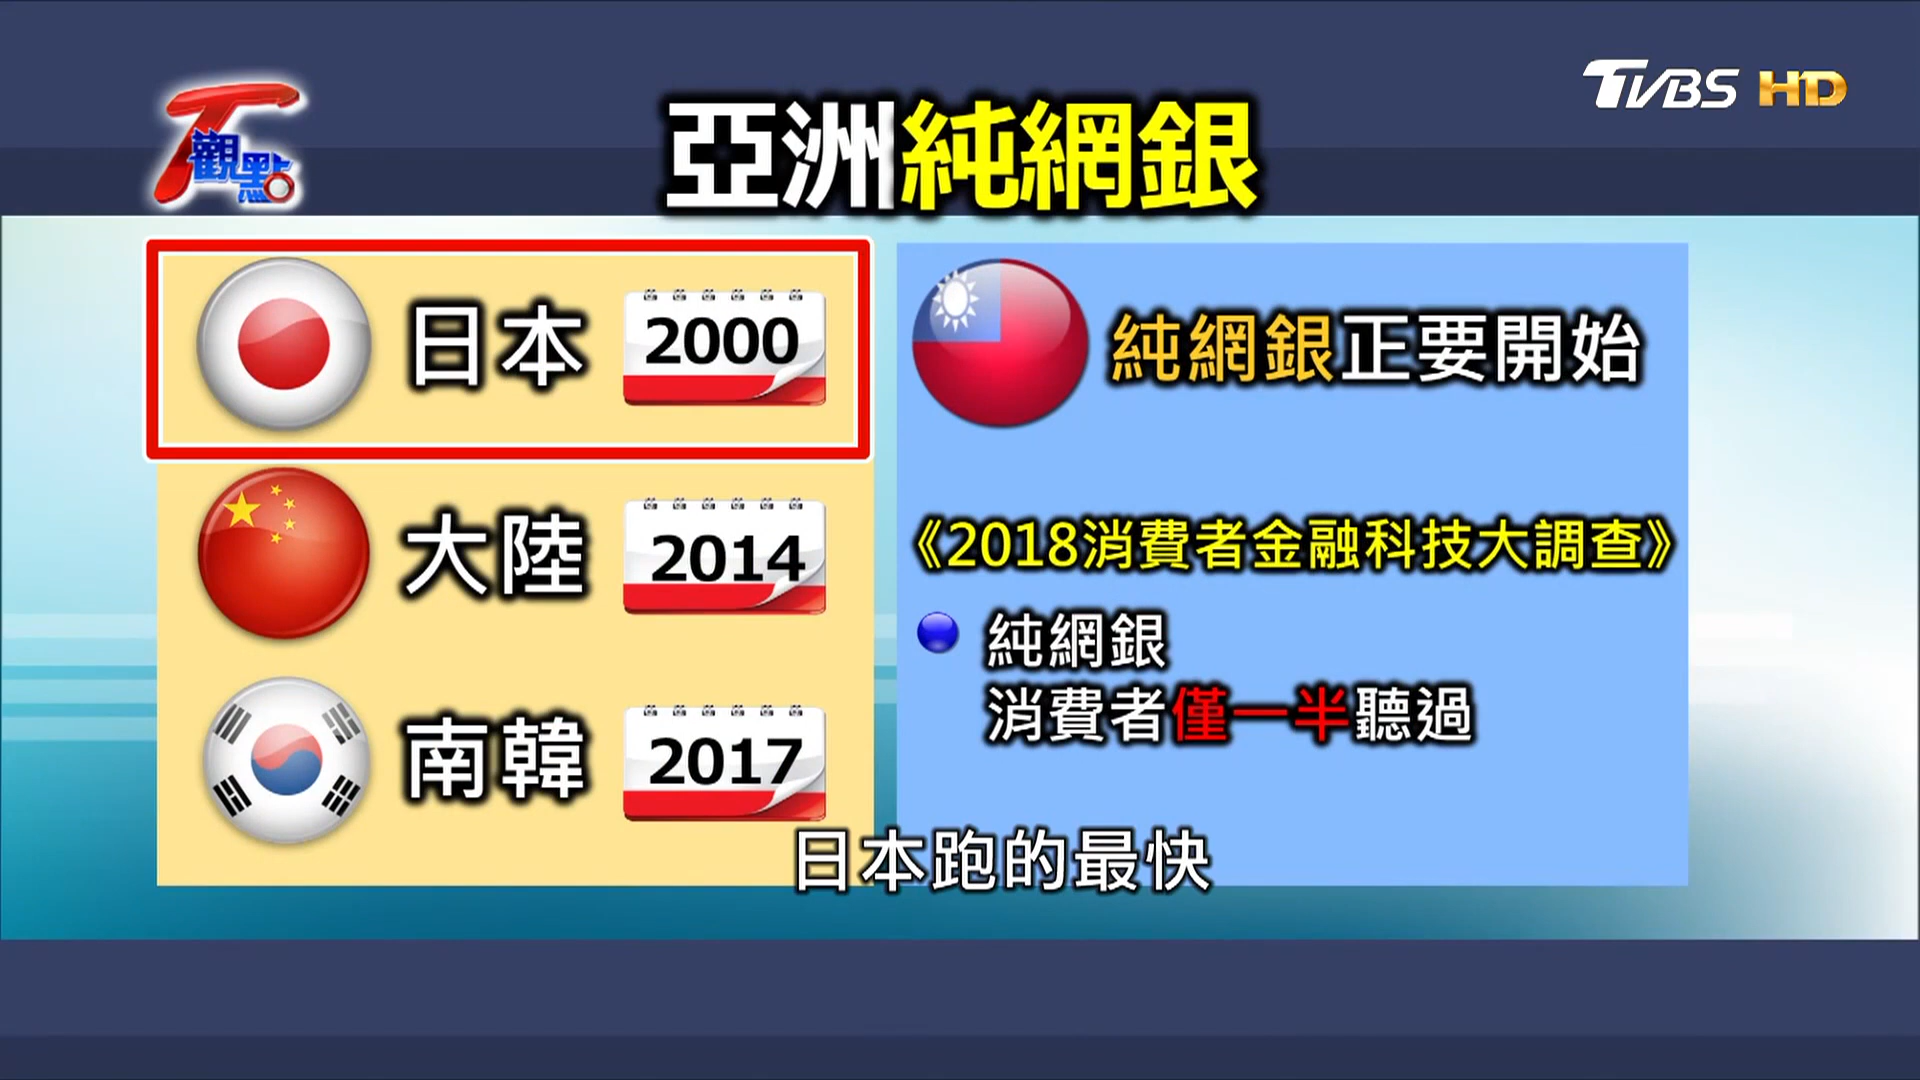 T觀點
TVBS HD
亞洲純網銀
日本 2000
大陸 2014
南韓 2017
純網銀正要開始
《2018消費者金融科技大調查》
純網銀
消費者僅一半聽過
日本跑的最快